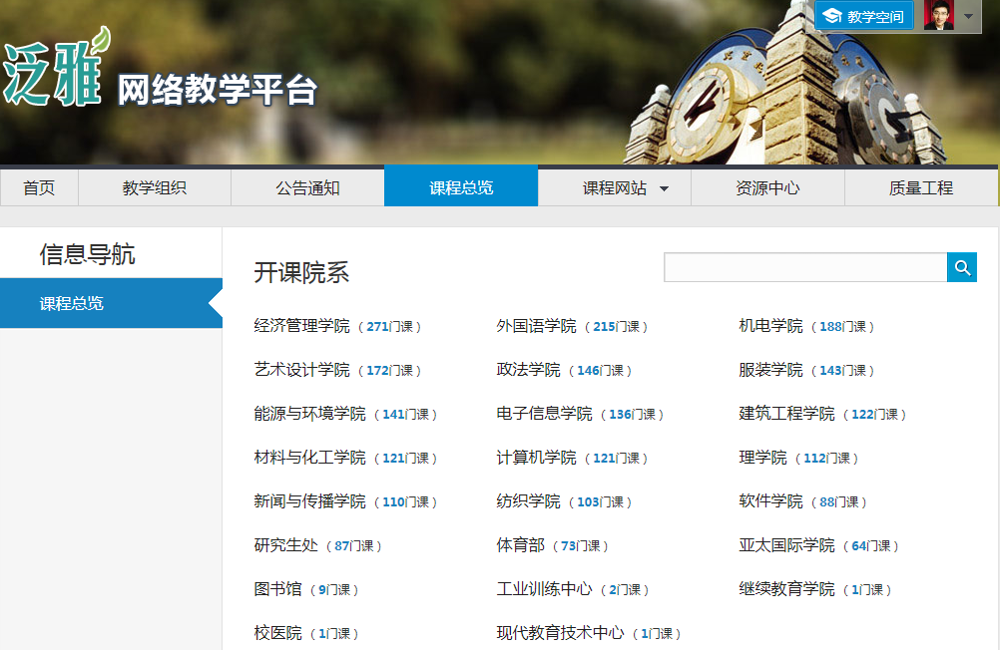 教学空间
泛雅 网络教学平台
首页 教学组织 公告通知 课程总览 课程网站 资源中心 质量工程
信息导航
课程总览
开课院系
经济管理学院 (271门课) 外国语学院 (215门课) 机电学院 (188门课)
艺术设计学院 (172门课) 政法学院 (146门课) 服装学院 (143门课)
能源与环境学院 (141门课) 电子信息学院 (136门课) 建筑工程学院 (122门课)
材料与化工学院 (121门课) 计算机学院 (121门课) 理学院 (112门课)
新闻与传播学院 (110门课) 纺织学院 (103门课) 软件学院 (88门课)
研究生处 (87门课) 体育部 (73门课) 亚太国际学院 (64门课)
图书馆 (9门课) 工业训练中心 (2门课) 继续教育学院 (1门课)
校医院 (1门课) 现代教育技术中心 (1门课)